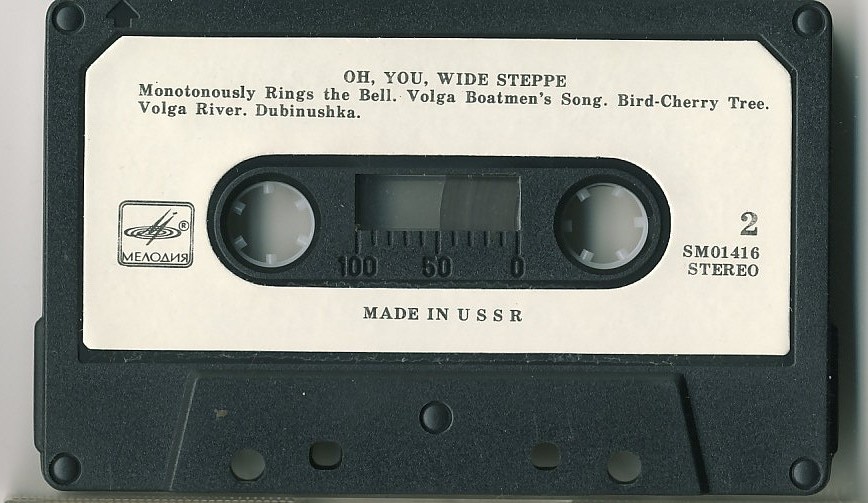 OH, YOU, WIDE STEPPE
Monotonously Rings the Bell. Volga Boatmen's Song. Bird-Cherry Tree.
Volga River. Dubinushka.
® МЕЛОДИЯ
2
SM01416
STEREO
100 50 0
MADE IN USSR